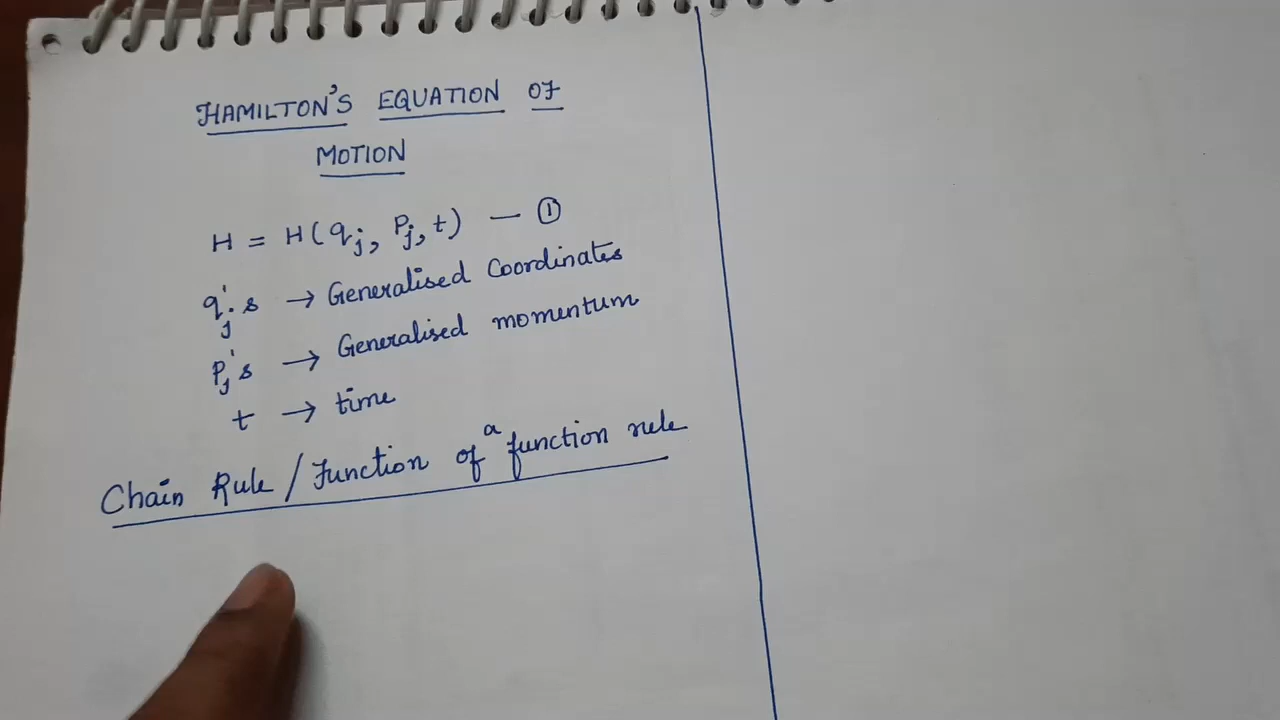 HAMILTON'S EQUATION OF
MOTION
H = H(qj, Pj, t) — ①
qj's → Generalised Coordinates
Pj's → Generalised momentum
t → time
Chain Rule / Function of a function rule